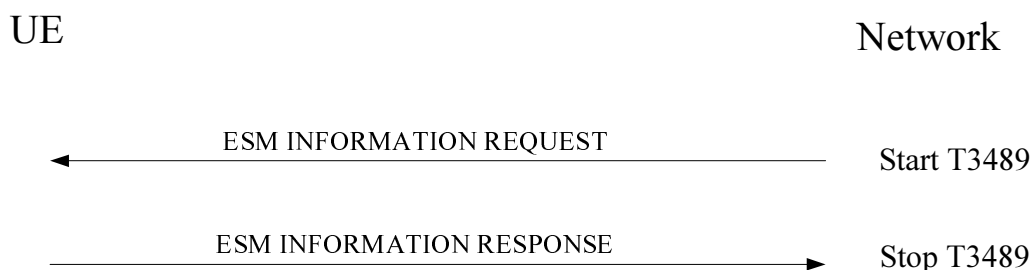 UE
Network
ESM INFORMATION REQUEST
Start T3489
ESM INFORMATION RESPONSE
Stop T3489